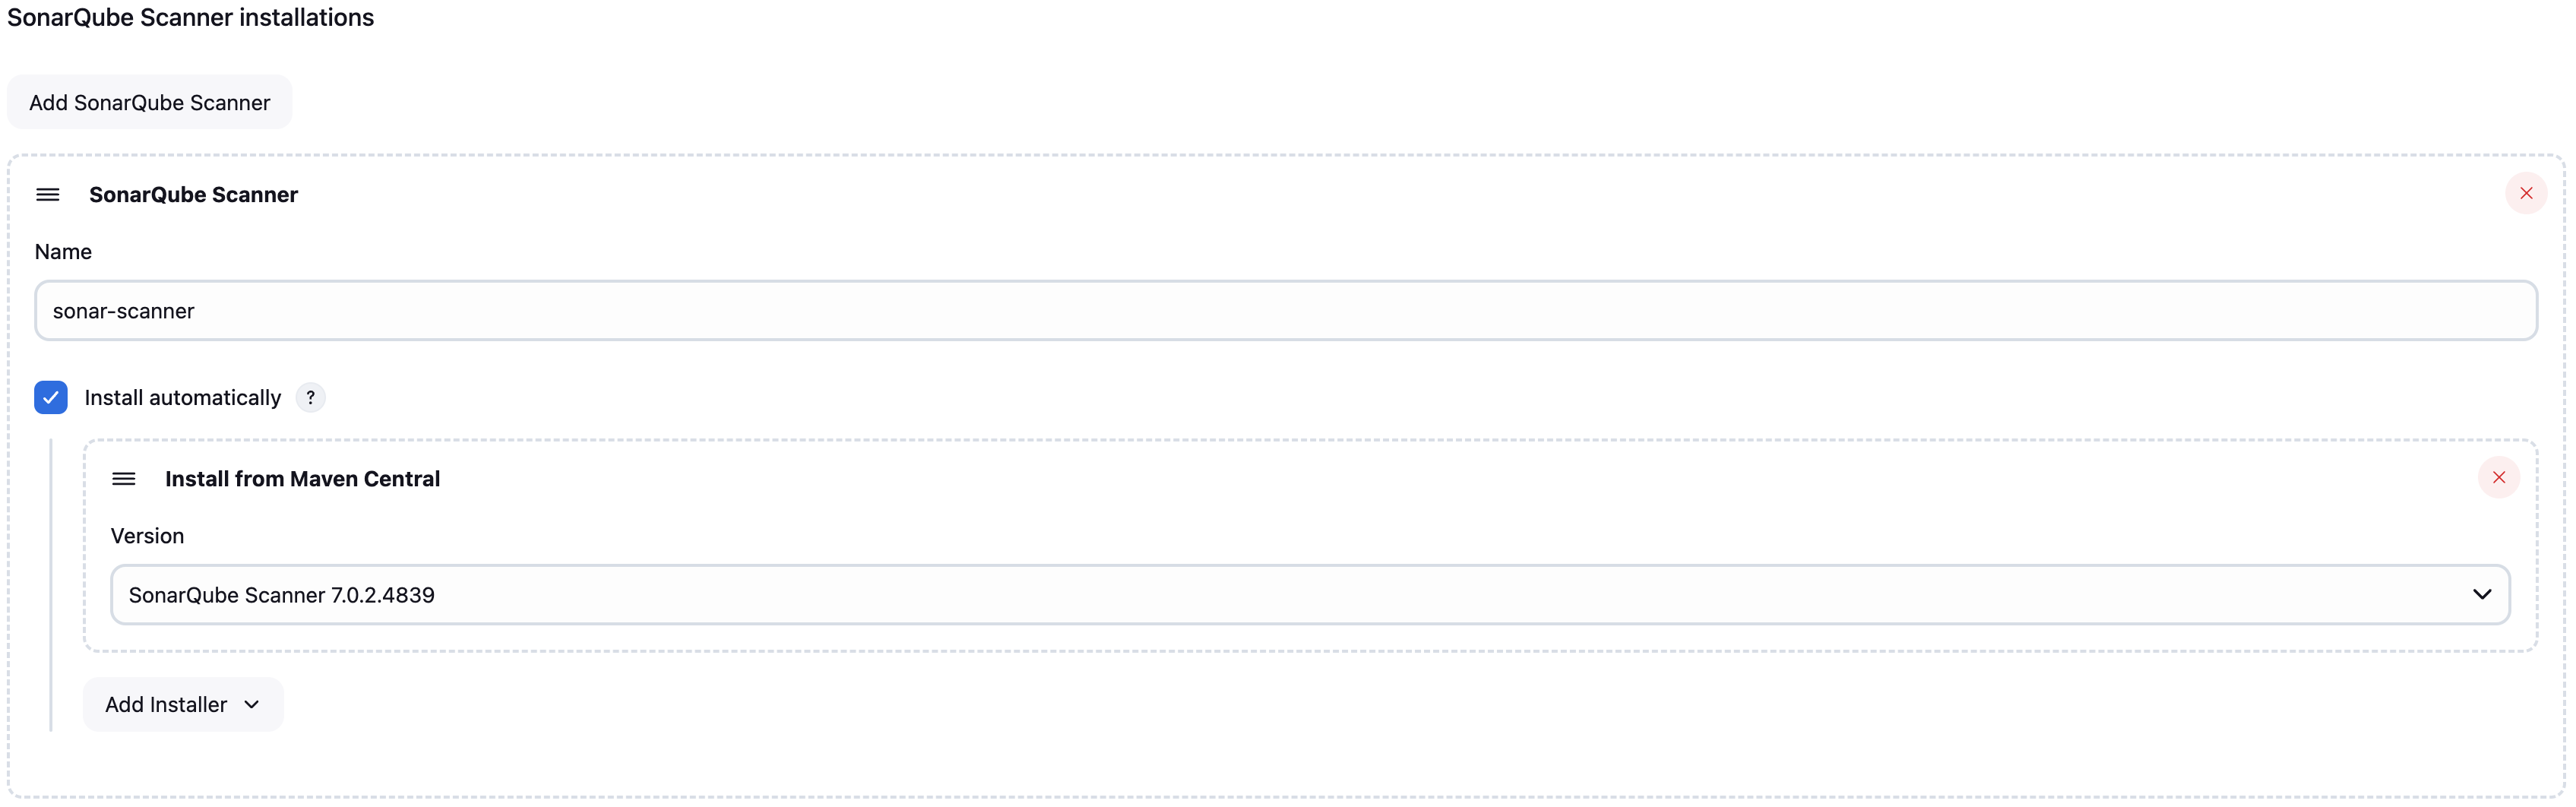 SonarQube Scanner installations
Add SonarQube Scanner
SonarQube Scanner
Name
sonar-scanner
Install automatically ?
Install from Maven Central
Version
SonarQube Scanner 7.0.2.4839
Add Installer